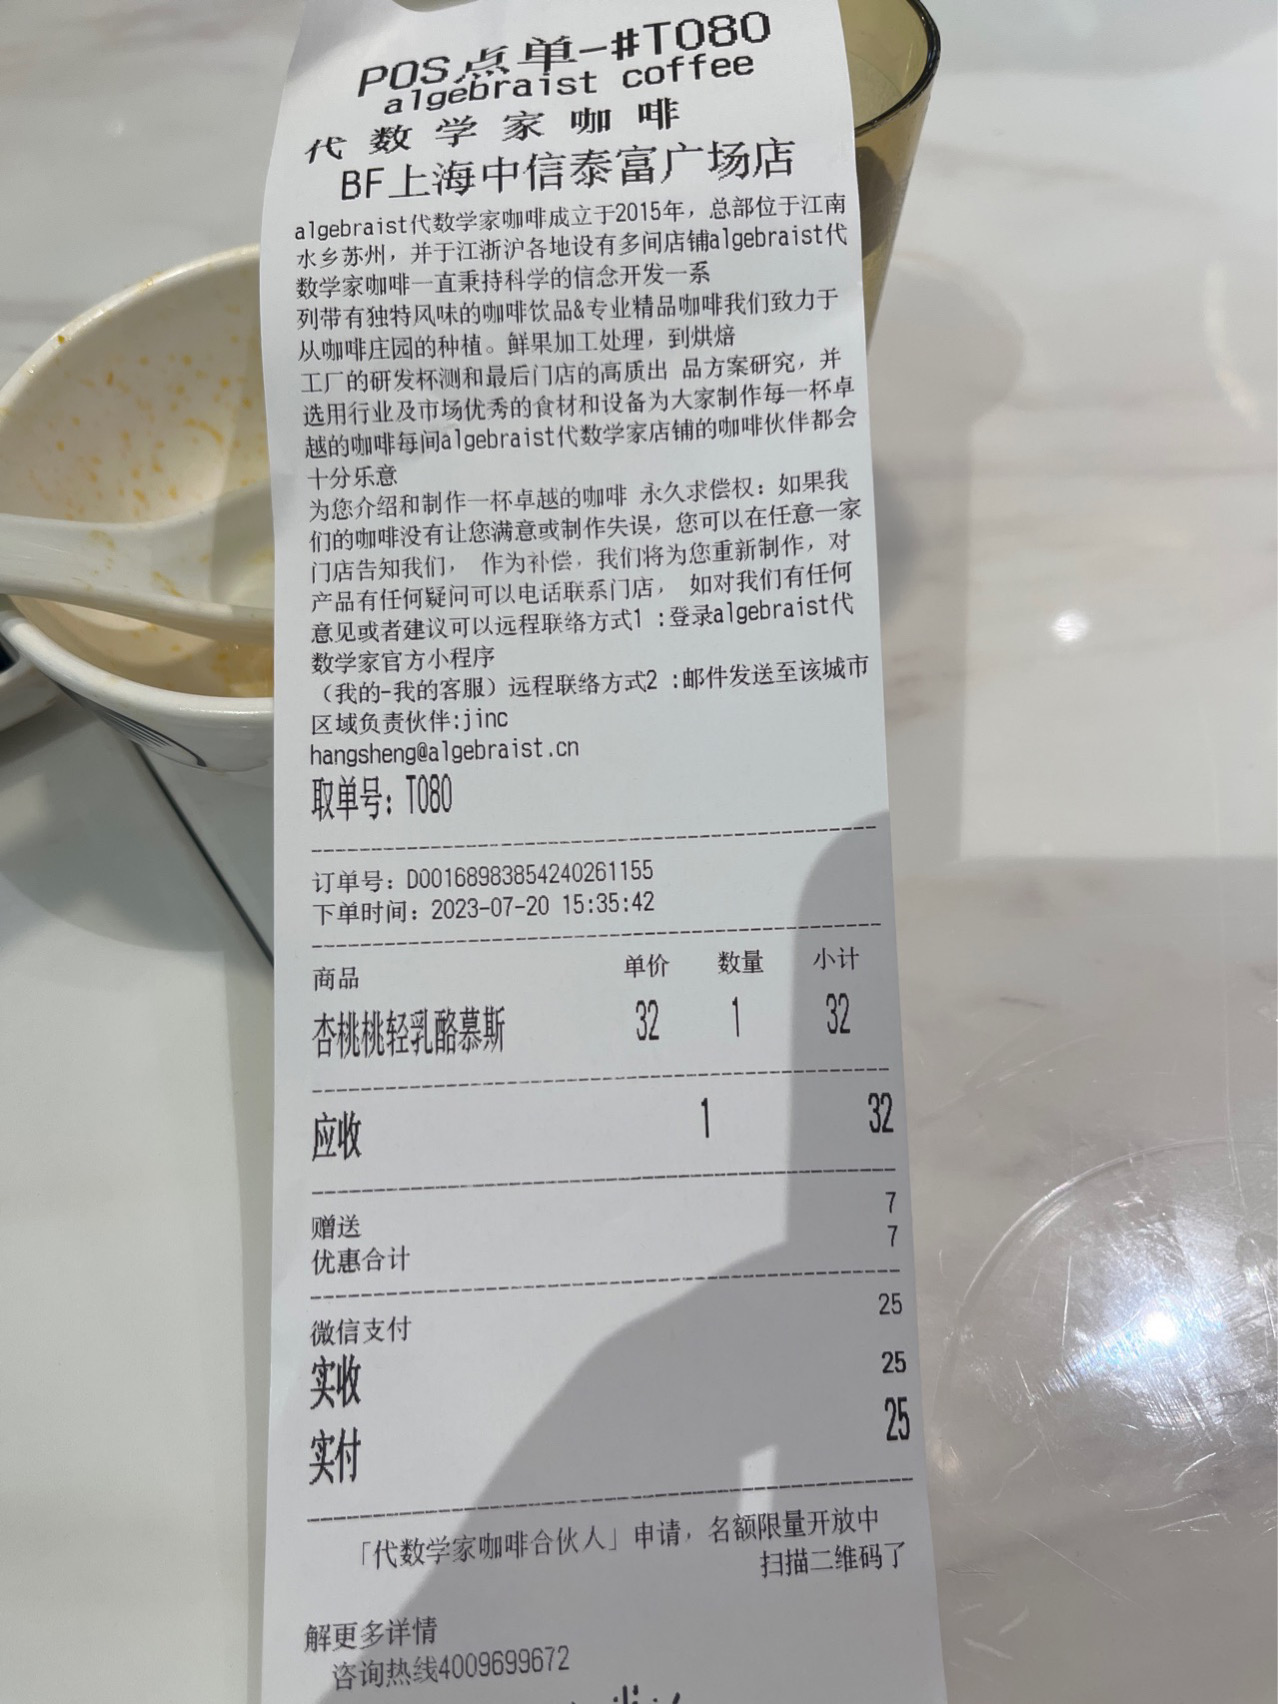 POS点单-#T080
algebraist coffee
代数学家咖啡
BF上海中信泰富广场店
algebraist代数学家咖啡成立于2015年，总部位于江南
水乡苏州，并于江浙沪各地设有多间店铺algebraist代
数学家咖啡一直秉持科学的信念开发一系
列带有独特风味的咖啡饮品&专业精品咖啡我们致力于
从咖啡庄园的种植。鲜果加工处理，到烘焙
工厂的研发杯测和最后门店的高质出 品方案研究，并
选用行业及市场优秀的食材和设备为大家制作每一杯卓
越的咖啡每间algebraist代数学家店铺的咖啡伙伴都会
十分乐意
为您介绍和制作一杯卓越的咖啡 永久求偿权：如果我
们的咖啡没有让您满意或制作失误，您可以在任意一家
门店告知我们， 作为补偿，我们将为您重新制作，对
产品有任何疑问可以电话联系门店， 如对我们有任何
意见或者建议可以远程联络方式1 :登录algebraist代
数学家官方小程序
（我的-我的客服）远程联络方式2 :邮件发送至该城市
区域负责伙伴:jinc
hangsheng@algebraist.cn
取单号：T080
订单号：D00168983854240261155
下单时间：2023-07-20 15:35:42
商品 单价 数量 小计
杏桃桃轻乳酪慕斯 32 1 32
应收 1 32
赠送 7
优惠合计 7
微信支付 25
实收 25
实付 25
「代数学家咖啡合伙人」申请，名额限量开放中
扫描二维码了
解更多详情
咨询热线4009699672